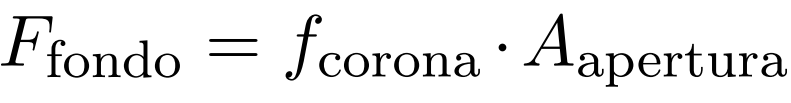 F_fondo = f_corona · A_apertura